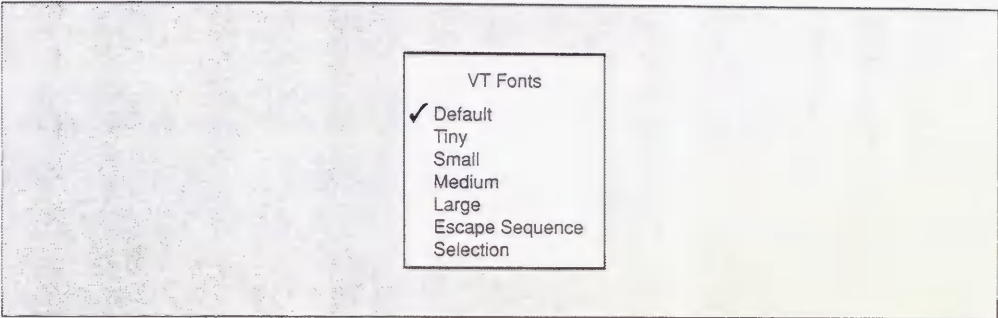 VT Fonts
✓ Default
Tiny
Small
Medium
Large
Escape Sequence
Selection